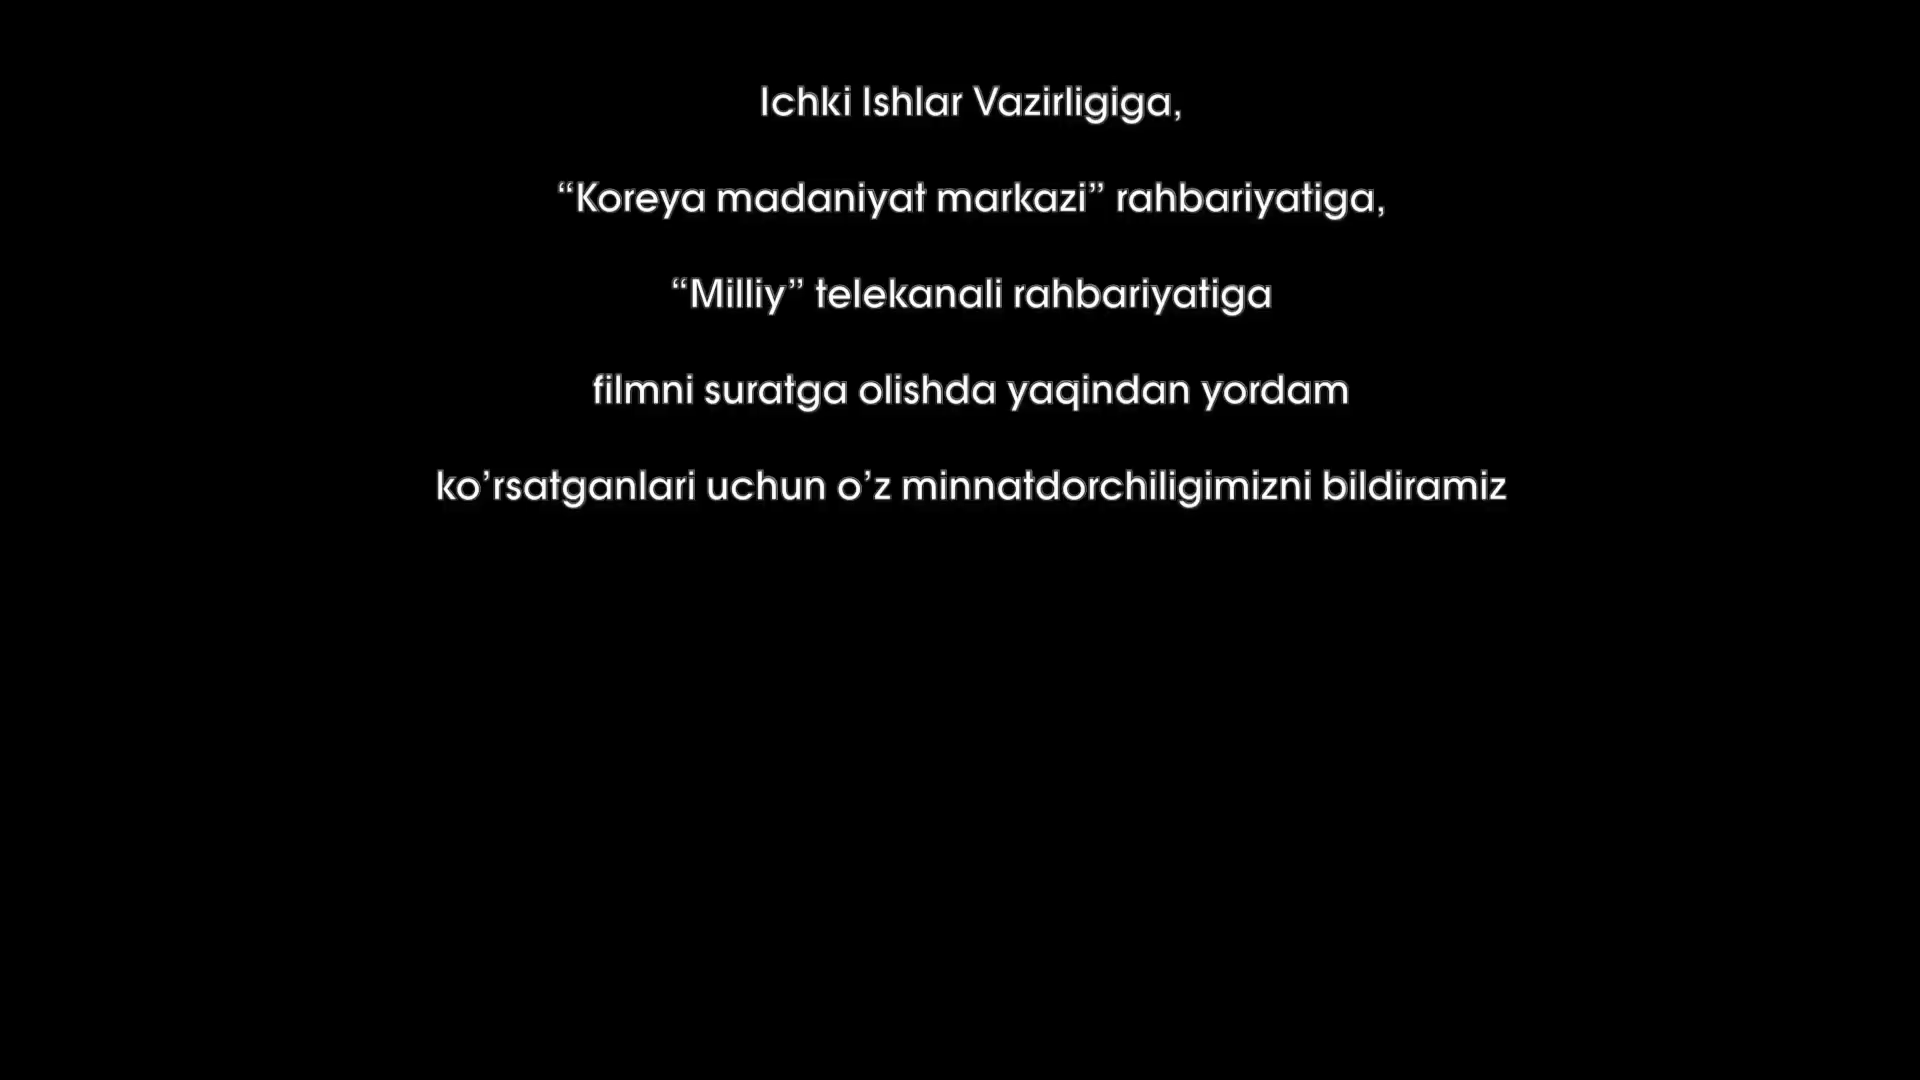 Ichki Ishlar Vazirligiga,
“Koreya madaniyat markazi” rahbariyatiga,
“Milliy” telekanali rahbariyatiga
filmni suratga olishda yaqindan yordam
ko’rsatganlari uchun o’z minnatdorchiligimizni bildiramiz